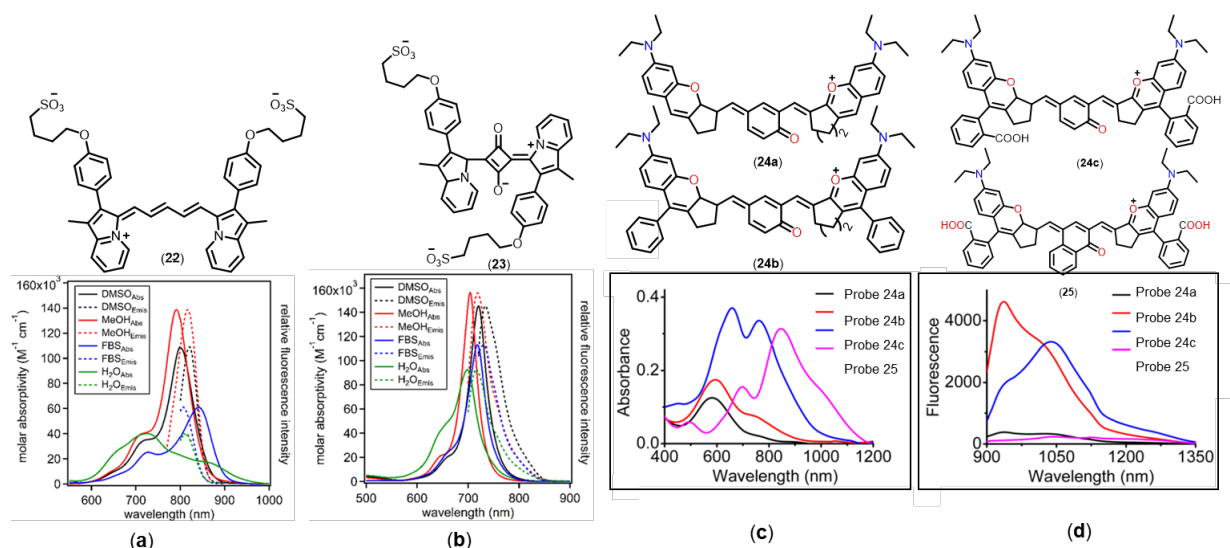 −
SO3
O
−
SO3
O
N
+
N
(22)
−
SO3
O
O
N
+
N
O−
O
−
SO3
(23)
N
O
O
+
O
N
2
(24a)
N
O
O
+
O
N
2
(24b)
N
O
COOH
O
+
O
N
COOH
(24c)
N
O
HOOC
O
+
O
N
COOH
(25)
160x10³
140
120
100
80
60
40
20
0
molar absorptivity (M⁻¹ cm⁻¹)
DMSOAbs
DMSOEmis
MeOHAbs
MeOHEmis
FBSAbs
FBSEmis
H2OAbs
H2OEmis
relative fluorescence intensity
600
700
800
900
1000
wavelength (nm)
(a)
160x10³
140
120
100
80
60
40
20
0
molar absorptivity (M⁻¹ cm⁻¹)
DMSOAbs
DMSOEmis
MeOHAbs
MeOHEmis
FBSAbs
FBSEmis
H2OAbs
H2OEmis
relative fluorescence intensity
500
600
700
800
900
wavelength (nm)
(b)
Absorbance
0.4
0.2
0.0
Probe 24a
Probe 24b
Probe 24c
Probe 25
400
600
800
1000
1200
Wavelength (nm)
(c)
Fluorescence
4000
2000
0
Probe 24a
Probe 24b
Probe 24c
Probe 25
900
1050
1200
1350
Wavelength (nm)
(d)